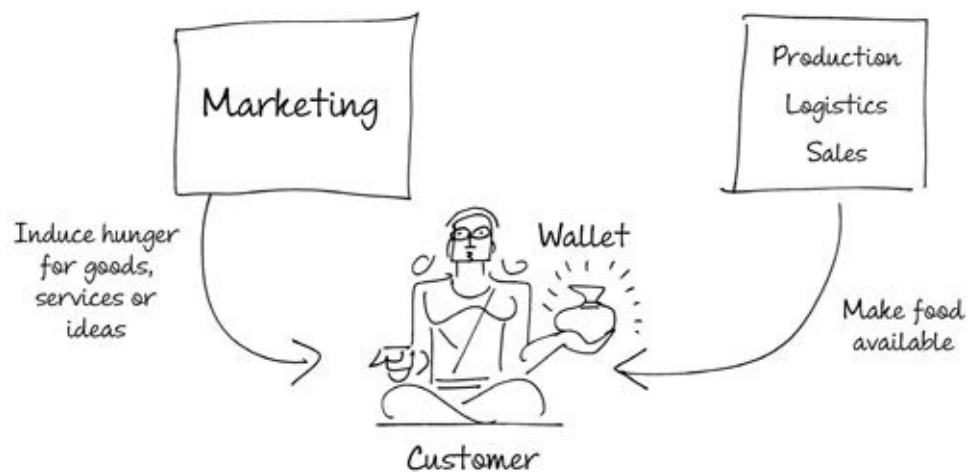 Marketing
Production
Logistics
Sales
Induce hunger
for goods,
services or
ideas
Wallet
Make food
available
Customer